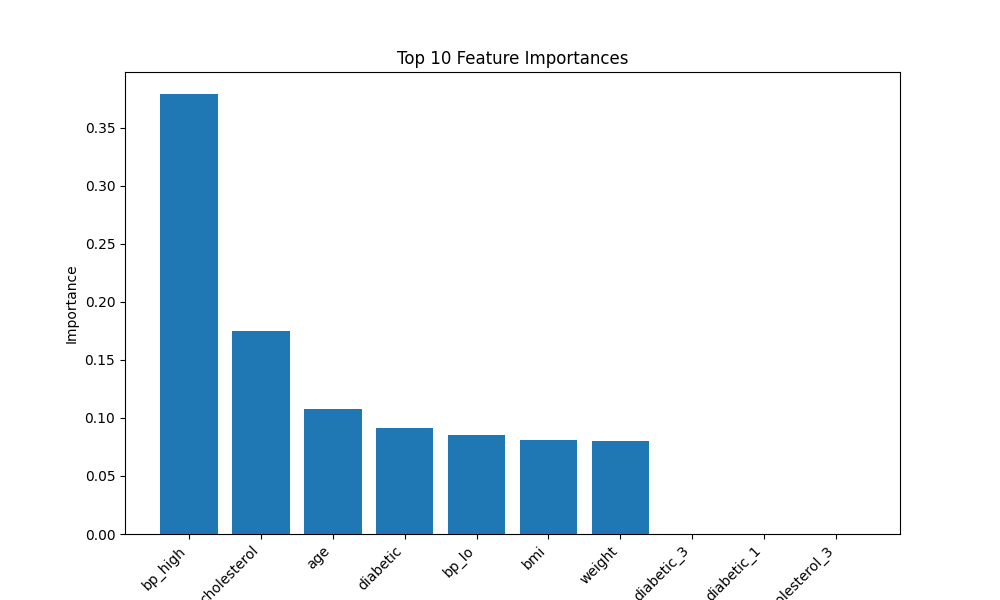 Top 10 Feature Importances
Importance
0.35
0.30
0.25
0.20
0.15
0.10
0.05
0.00
bp_high
cholesterol
age
diabetic
bp_lo
bmi
weight
diabetic_3
diabetic_1
olesterol_3